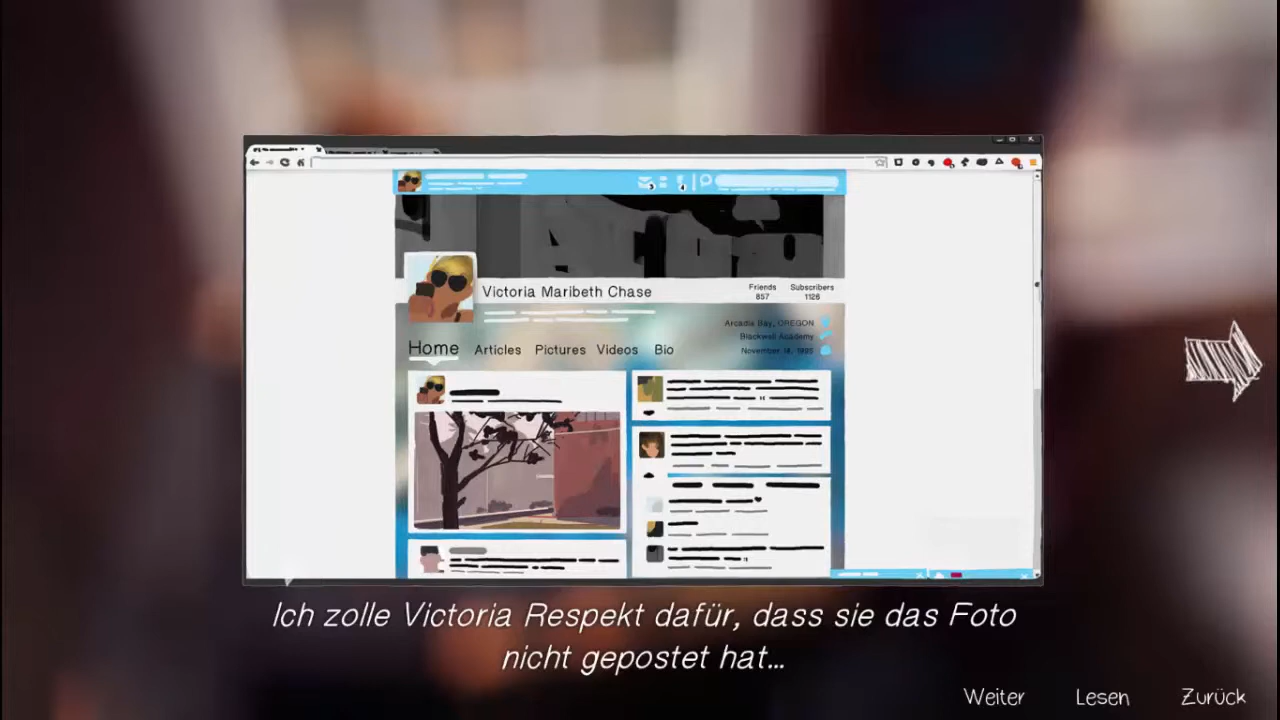 Victoria Maribeth Chase
Friends
857
Subscribers
1126
Arcadia Bay, OREGON
Blackwell Academy
Home
Articles
Pictures
Videos
Bio
Ich zolle Victoria Respekt dafür, dass sie das Foto
nicht gepostet hat...
Weiter
Lesen
Zurück